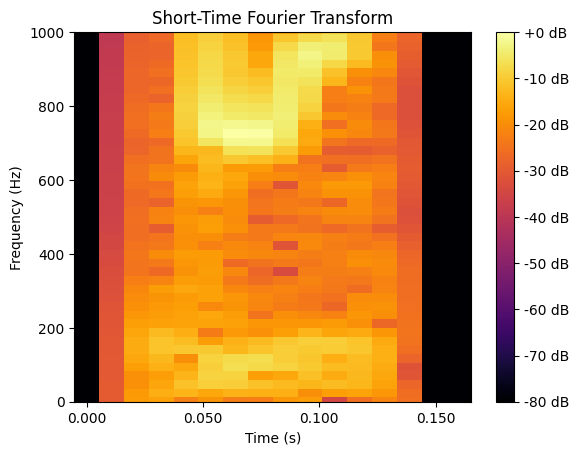 Short-Time Fourier Transform
1000
800
600
400
200
0
Frequency (Hz)
0.000
0.050
0.100
0.150
Time (s)
+0 dB
-10 dB
-20 dB
-30 dB
-40 dB
-50 dB
-60 dB
-70 dB
-80 dB